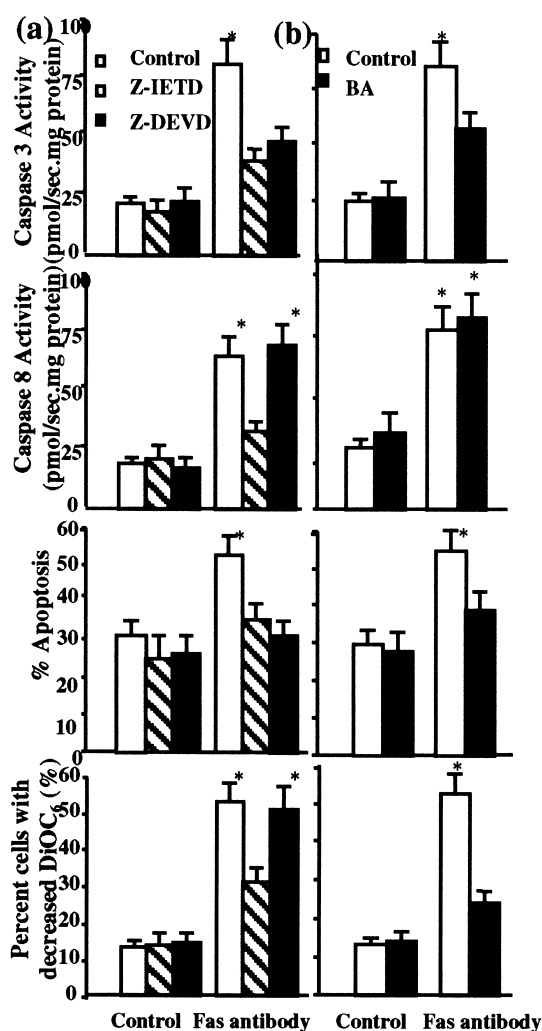 (a)
(b)
Caspase 3 Activity
(pmol/sec.mg protein)
100
75
50
25
0
Control
Z-IETD
Z-DEVD
*
Control
BA
*
Caspase 8 Activity
(pmol/sec.mg protein)
100
75
50
25
0
*
*
*
*
% Apoptosis
60
50
40
30
20
10
0
*
*
Percent cells with
decreased DiOC6 (%)
60
50
40
30
20
10
0
*
*
*
Control Fas antibody
Control Fas antibody